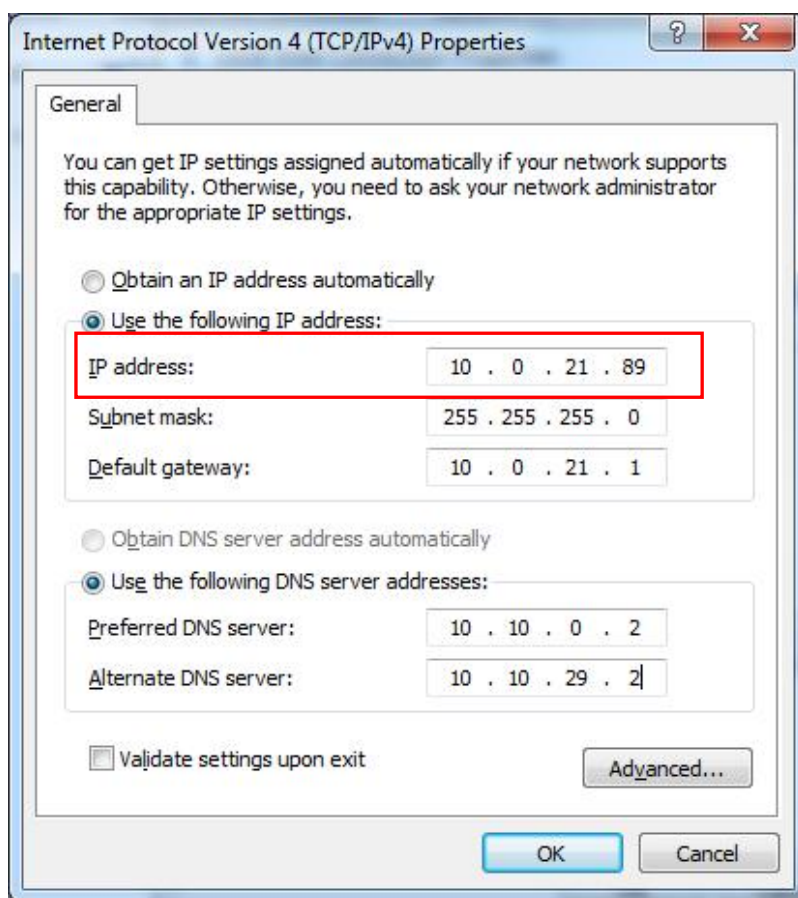 Internet Protocol Version 4 (TCP/IPv4) Properties
General
You can get IP settings assigned automatically if your network supports
this capability. Otherwise, you need to ask your network administrator
for the appropriate IP settings.
Obtain an IP address automatically
Use the following IP address:
IP address: 10 . 0 . 21 . 89
Subnet mask: 255 . 255 . 255 . 0
Default gateway: 10 . 0 . 21 . 1
Obtain DNS server address automatically
Use the following DNS server addresses:
Preferred DNS server: 10 . 10 . 0 . 2
Alternate DNS server: 10 . 10 . 29 . 2
Validate settings upon exit
Advanced...
OK Cancel